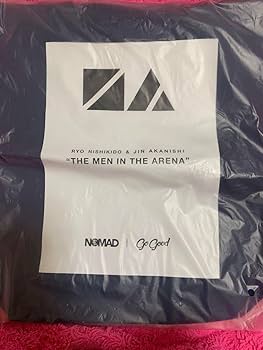 RYO NISHIKIDO & JIN AKANISHI
"THE MEN IN THE ARENA"
NOMAD | Go Good